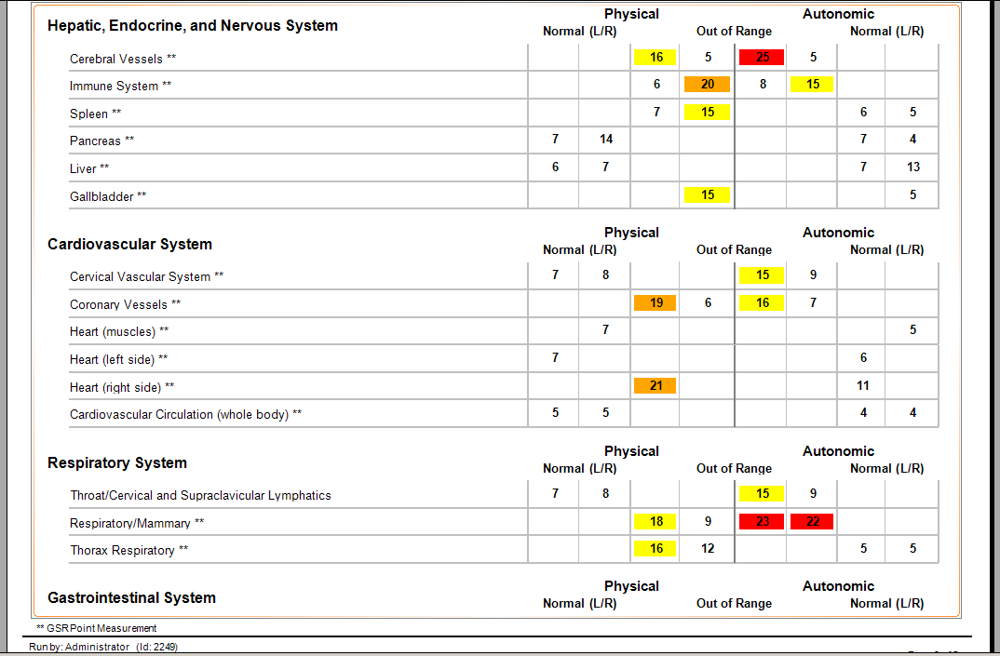 Physical Autonomic
Hepatic, Endocrine, and Nervous System Normal (L/R) Out of Range Normal (L/R)
Cerebral Vessels ** 16 5 25 5
Immune System ** 6 20 8 15
Spleen ** 7 15 6 5
Pancreas ** 7 14 7 4
Liver ** 6 7 7 13
Gallbladder ** 15 5
Physical Autonomic
Cardiovascular System Normal (L/R) Out of Range Normal (L/R)
Cervical Vascular System ** 7 8 15 9
Coronary Vessels ** 19 6 16 7
Heart (muscles) ** 7 5
Heart (left side) ** 7 6
Heart (right side) ** 21 11
Cardiovascular Circulation (whole body) ** 5 5 4 4
Physical Autonomic
Respiratory System Normal (L/R) Out of Range Normal (L/R)
Throat/Cervical and Supraclavicular Lymphatics 7 8 15 9
Respiratory/Mammary ** 18 9 23 22
Thorax Respiratory ** 16 12 5 5
Physical Autonomic
Gastrointestinal System Normal (L/R) Out of Range Normal (L/R)
** GSR Point Measurement
Run by: Administrator (Id: 2249)